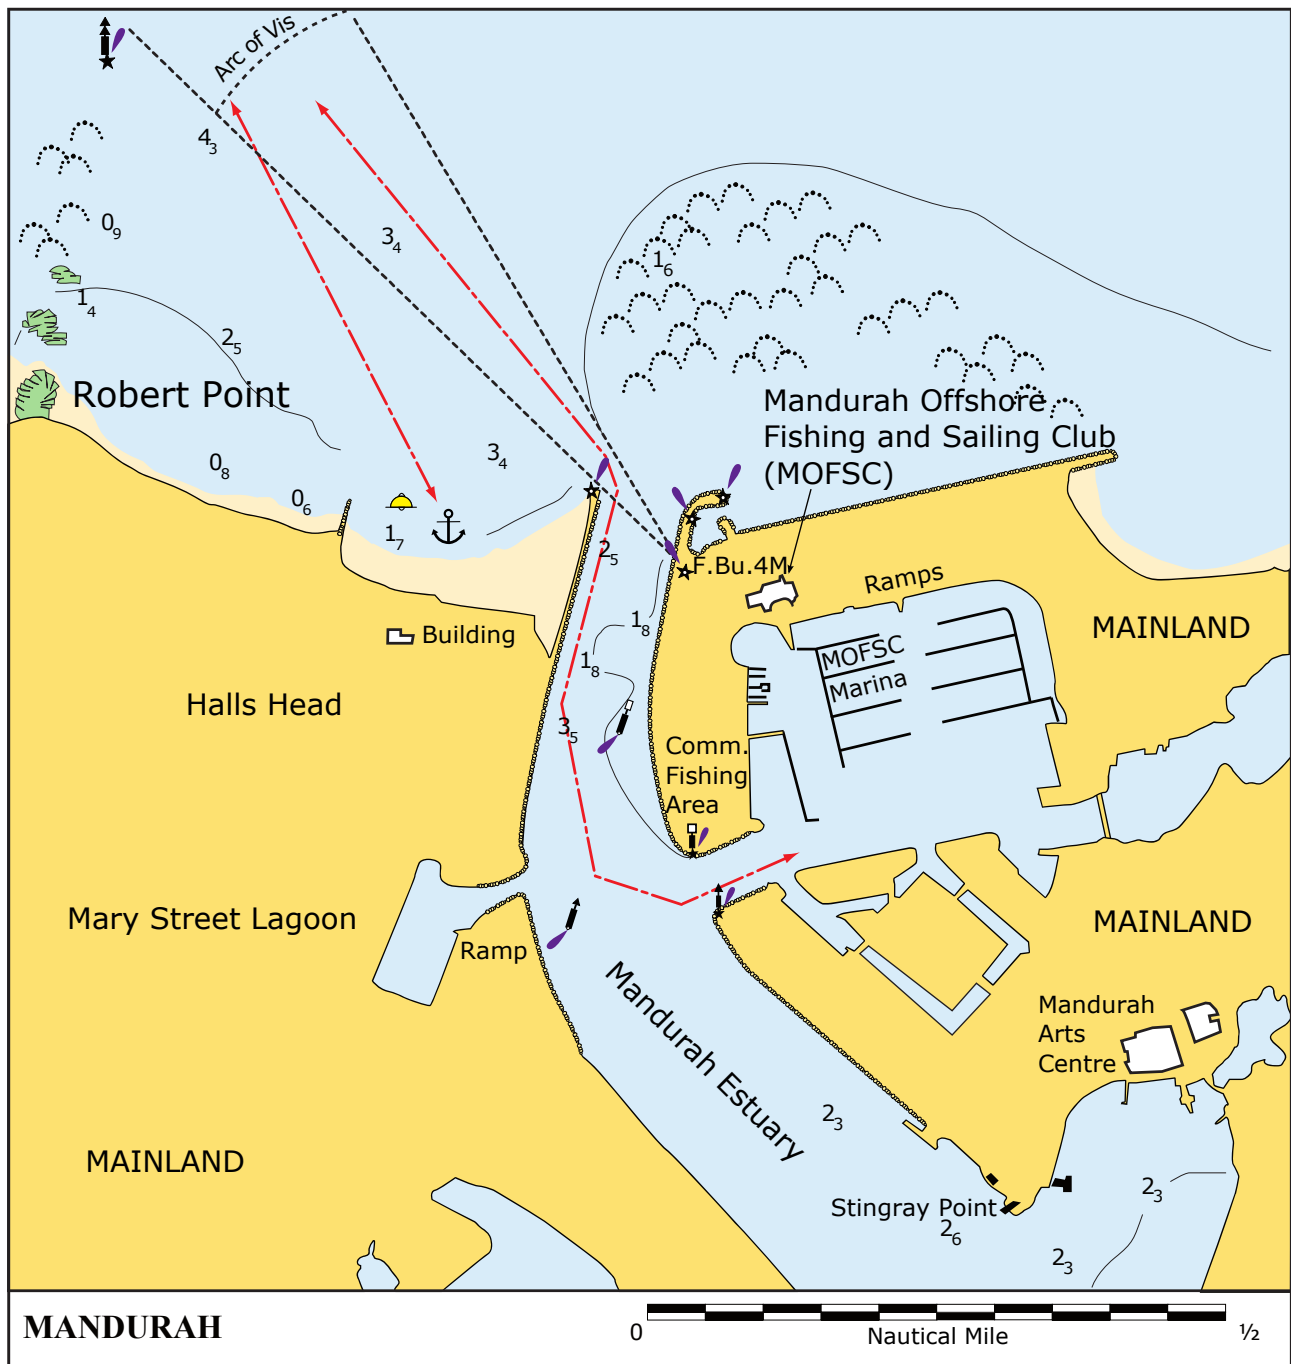 Arc of Vis
4₃
0₉
3₄
1₆
1₄
2₅
Robert Point
Mandurah Offshore
Fishing and Sailing Club
(MOFSC)
3₄
0₈
0₆
1₇
2₅
F.Bu.4M
Ramps
1₈
Building
MAINLAND
MOFSC
Marina
1₈
Halls Head
3₅
Comm.
Fishing
Area
Mary Street Lagoon
Ramp
MAINLAND
Mandurah Estuary
Mandurah
Arts
Centre
2₃
MAINLAND
Stingray Point
2₃
2₆
2₃
MANDURAH
0
Nautical Mile
½